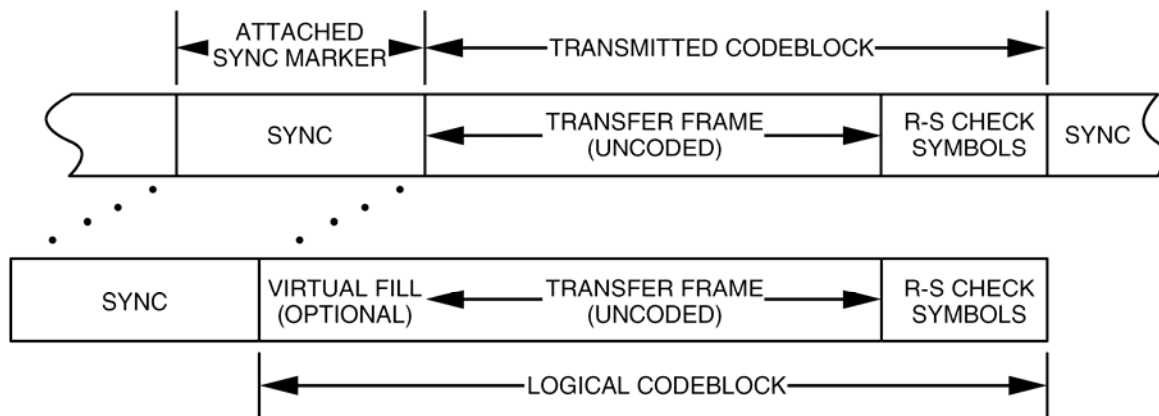 ATTACHED
SYNC MARKER
TRANSMITTED CODEBLOCK
SYNC
TRANSFER FRAME
(UNCODED)
R-S CHECK
SYMBOLS
SYNC
SYNC
VIRTUAL FILL
(OPTIONAL)
TRANSFER FRAME
(UNCODED)
R-S CHECK
SYMBOLS
LOGICAL CODEBLOCK